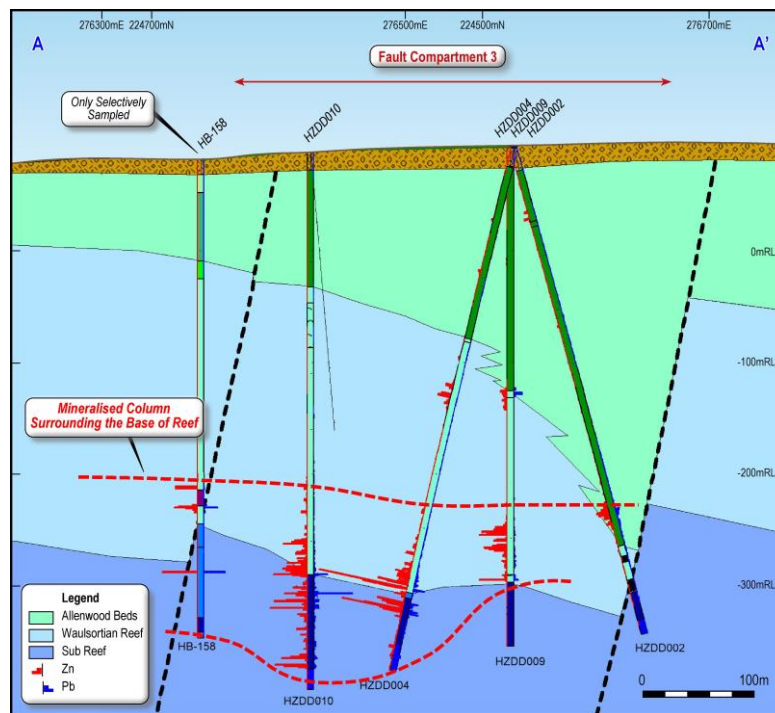 276300mE 224700mN
276500mE 224500mN
276700mE
A
A'
Fault Compartment 3
Only Selectively
Sampled
HB-158
HZDD010
HZDD004
HZDD009
HZDD002
0mRL
-100mRL
Mineralised Column
Surrounding the Base of Reef
-200mRL
-300mRL
Legend
Allenwood Beds
Waulsortian Reef
Sub Reef
Zn
Pb
HB-158
HZDD010
HZDD004
HZDD009
HZDD002
0 100m